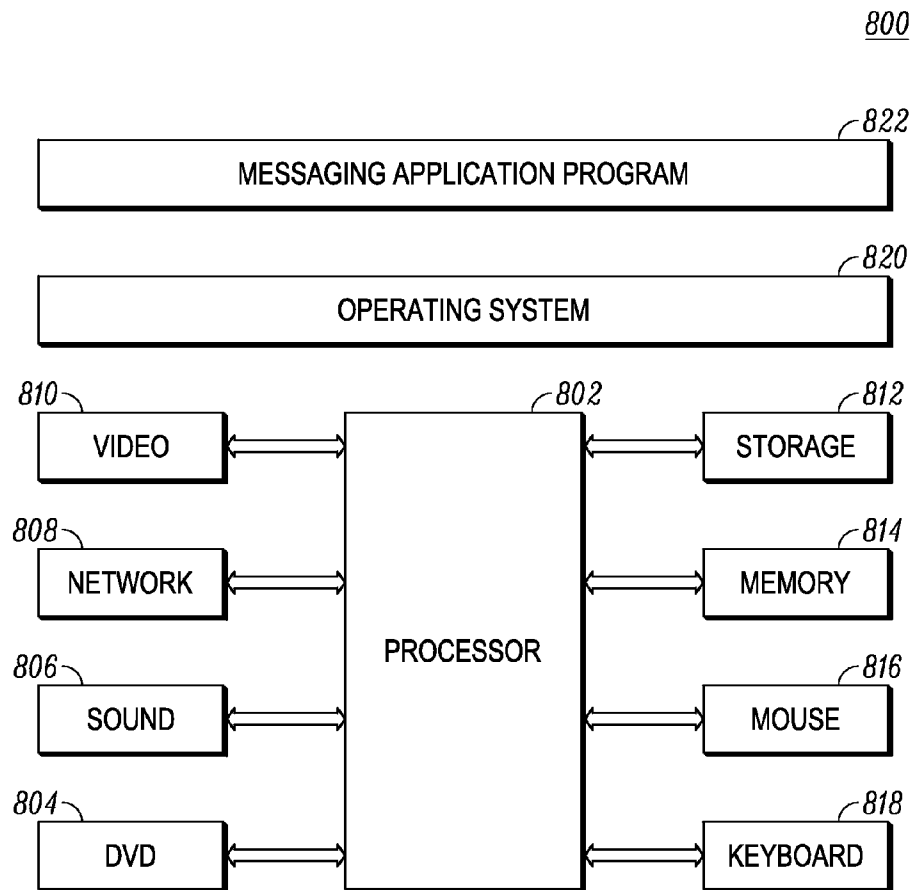 800
822
MESSAGING APPLICATION PROGRAM
820
OPERATING SYSTEM
810
802
812
VIDEO
STORAGE
808
814
NETWORK
MEMORY
PROCESSOR
806
816
SOUND
MOUSE
804
818
DVD
KEYBOARD